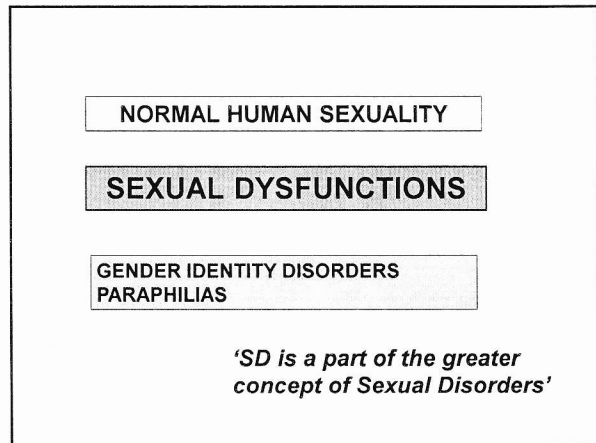 NORMAL HUMAN SEXUALITY
SEXUAL DYSFUNCTIONS
GENDER IDENTITY DISORDERS
PARAPHILIAS
‘SD is a part of the greater
concept of Sexual Disorders’